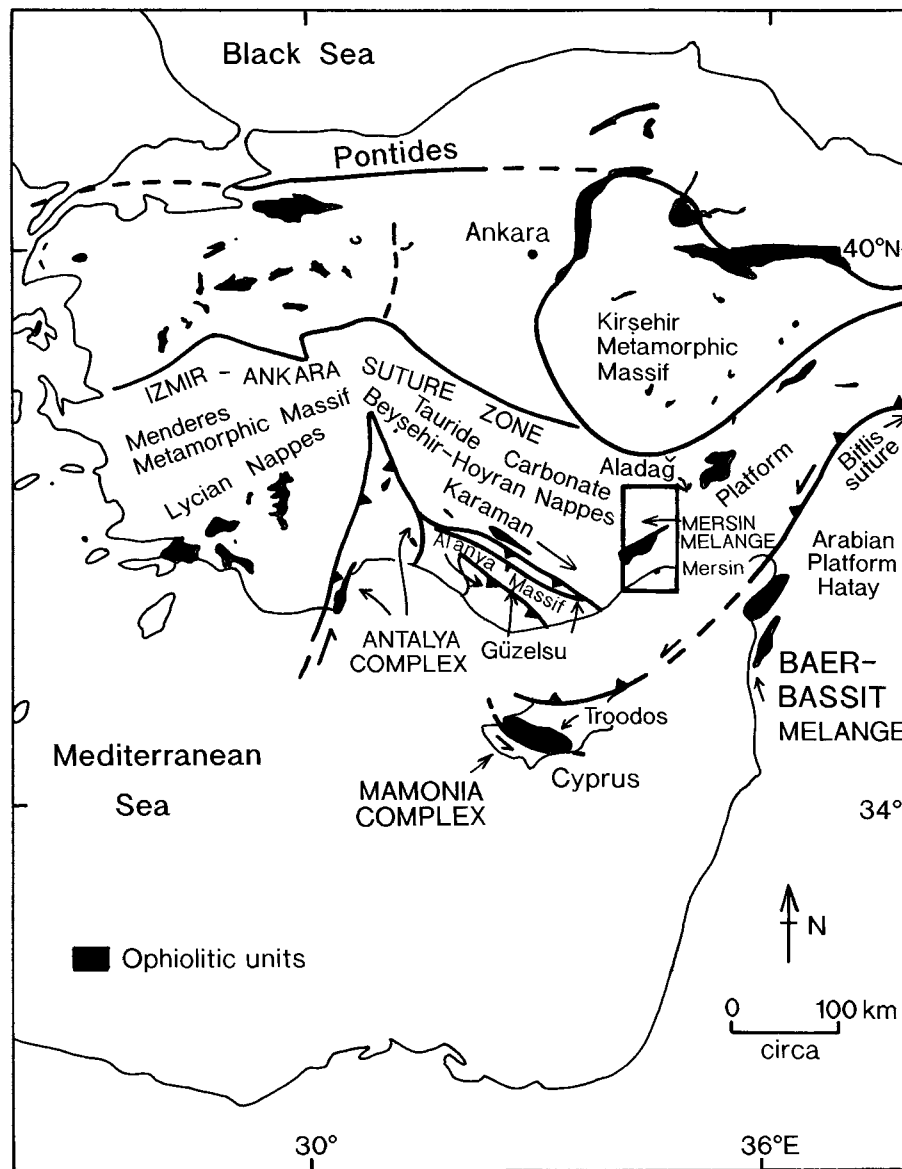 Black Sea
Pontides
Ankara
40°N
Kirşehir
Metamorphic
Massif
IZMIR - ANKARA SUTURE ZONE
Menderes
Metamorphic Massif
Lycian Nappes
Tauride Carbonate Platform
Beyşehir-Hoyran Nappes
Karaman
Aladağ
Bitlis
suture
MERSIN
MELANGE
Mersin
Arabian
Platform
Hatay
Alanya Massif
ANTALYA
COMPLEX
Güzelsu
BAER-
BASSIT
MELANGE
Troodos
Cyprus
MAMONIA
COMPLEX
Mediterranean
Sea
34°
N
Ophiolitic units
0 100 km
circa
30° 36°E